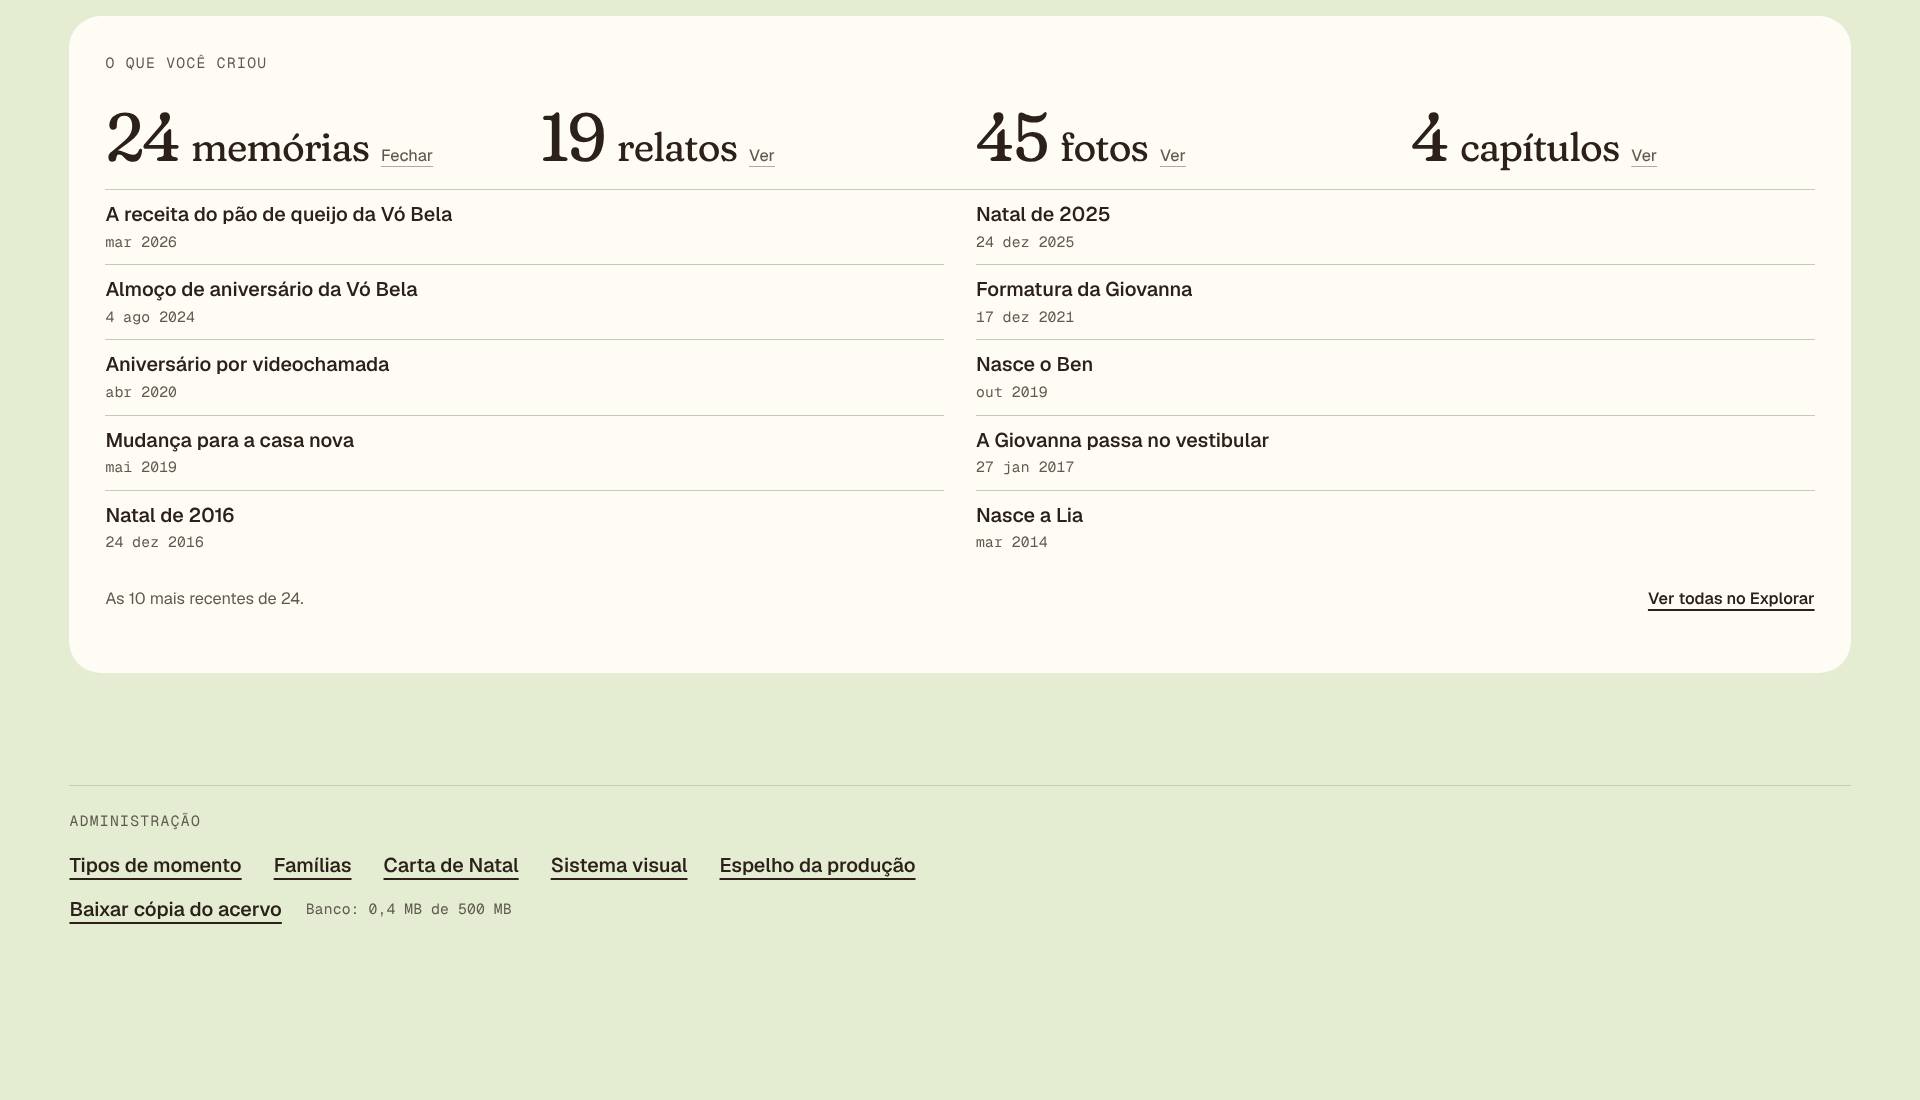 O QUE VOCÊ CRIOU
24 memórias Fechar
19 relatos Ver
45 fotos Ver
4 capítulos Ver
A receita do pão de queijo da Vó Bela
mar 2026
Natal de 2025
24 dez 2025
Almoço de aniversário da Vó Bela
4 ago 2024
Formatura da Giovanna
17 dez 2021
Aniversário por videochamada
abr 2020
Nasce o Ben
out 2019
Mudança para a casa nova
mai 2019
A Giovanna passa no vestibular
27 jan 2017
Natal de 2016
24 dez 2016
Nasce a Lia
mar 2014
As 10 mais recentes de 24.
Ver todas no Explorar
ADMINISTRAÇÃO
Tipos de momento Famílias Carta de Natal Sistema visual Espelho da produção
Baixar cópia do acervo Banco: 0,4 MB de 500 MB